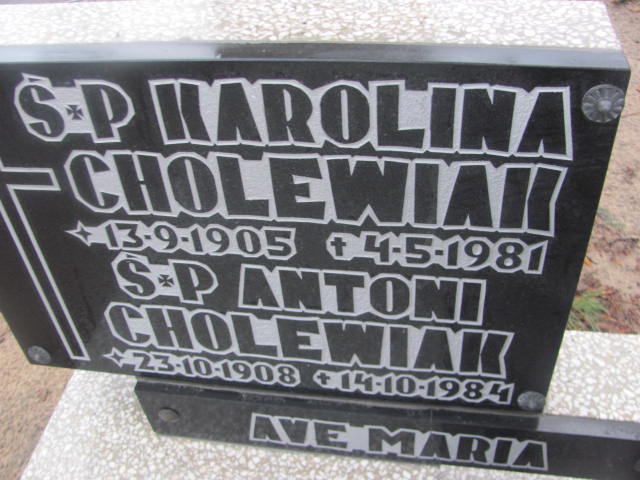 Ś✠P KAROLINA
CHOLEWIAK
✦13·9·1905 ✝4·5·1981
Ś✠P ANTONI
CHOLEWIAK
✦23·10·1908 ✝14·10·1984
AVE MARIA